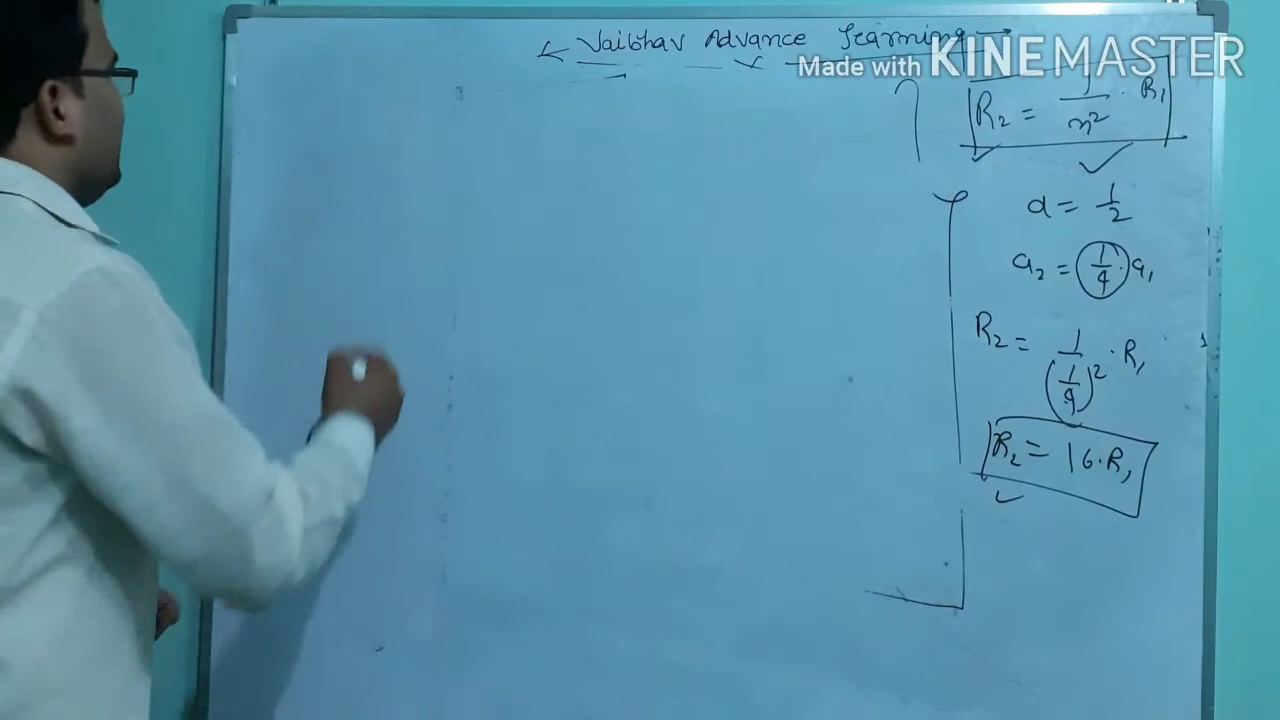 ← Vaibhav Advance learning →
Made with KINEMASTER
R₂ = 1/n² · R₁
d = 1/2
a₂ = (1/4) a₁
R₂ = 1/(1/4)² · R₁
R₂ = 16·R₁